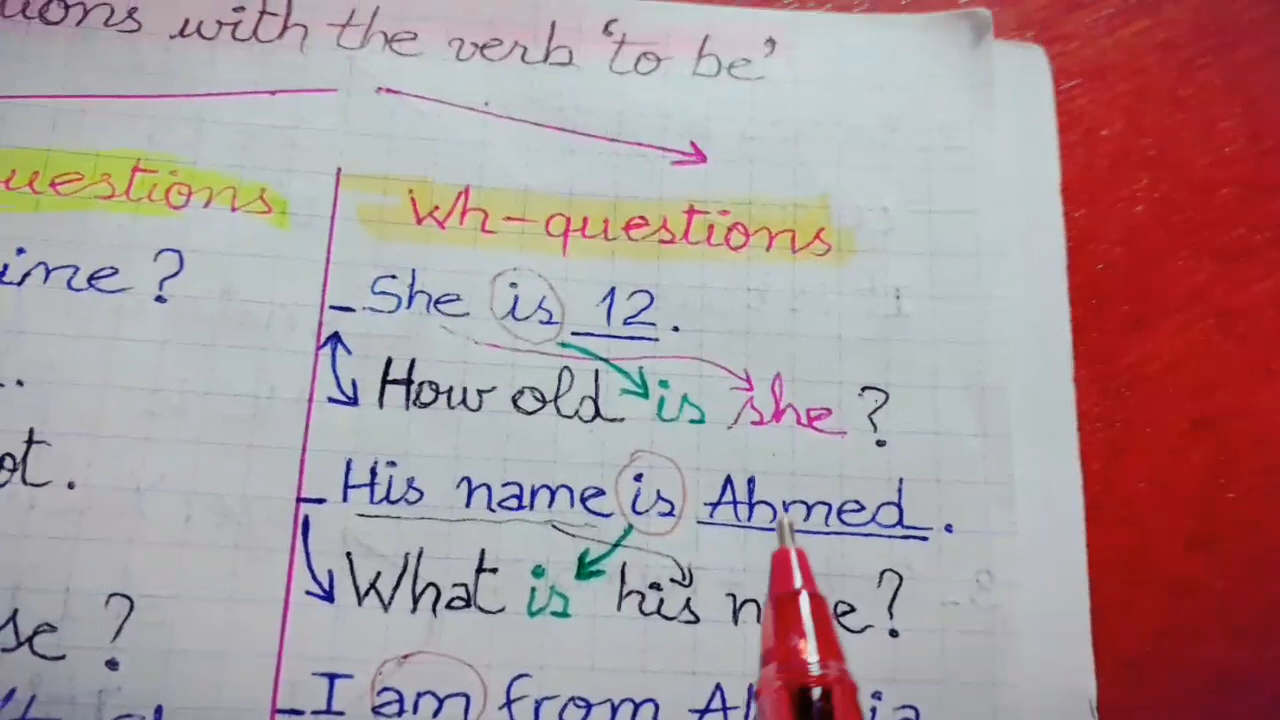 with the verb 'to be'
Wh-questions
ime ?
- She is 12.
..
How old is she ?
ot.
- His name is Ahmed.
What is his n e?
se ?
- I am from